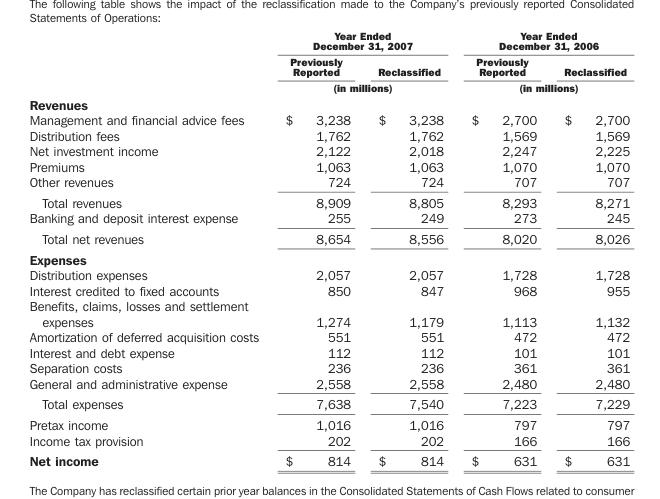 The following table shows the impact of the reclassification made to the Company's previously reported Consolidated
Statements of Operations:
Year Ended Year Ended
December 31, 2007 December 31, 2006
Previously Previously
Reported Reclassified Reported Reclassified
(in millions) (in millions)
Revenues
Management and financial advice fees $ 3,238 $ 3,238 $ 2,700 $ 2,700
Distribution fees 1,762 1,762 1,569 1,569
Net investment income 2,122 2,018 2,247 2,225
Premiums 1,063 1,063 1,070 1,070
Other revenues 724 724 707 707
Total revenues 8,909 8,805 8,293 8,271
Banking and deposit interest expense 255 249 273 245
Total net revenues 8,654 8,556 8,020 8,026
Expenses
Distribution expenses 2,057 2,057 1,728 1,728
Interest credited to fixed accounts 850 847 968 955
Benefits, claims, losses and settlement
expenses 1,274 1,179 1,113 1,132
Amortization of deferred acquisition costs 551 551 472 472
Interest and debt expense 112 112 101 101
Separation costs 236 236 361 361
General and administrative expense 2,558 2,558 2,480 2,480
Total expenses 7,638 7,540 7,223 7,229
Pretax income 1,016 1,016 797 797
Income tax provision 202 202 166 166
Net income $ 814 $ 814 $ 631 $ 631
The Company has reclassified certain prior year balances in the Consolidated Statements of Cash Flows related to consumer